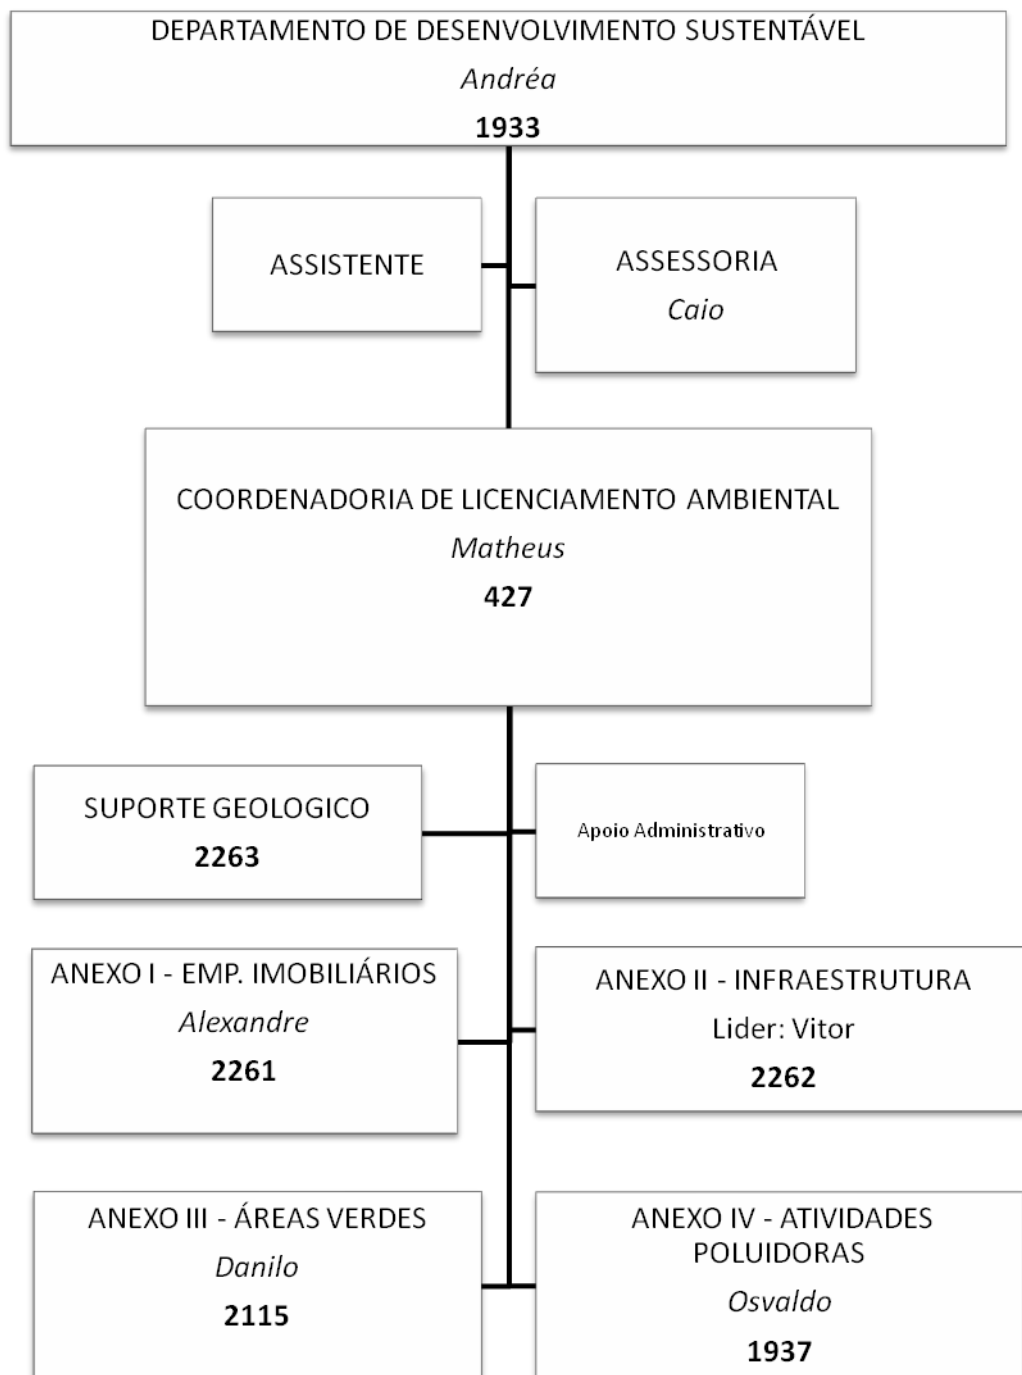 DEPARTAMENTO DE DESENVOLVIMENTO SUSTENTÁVEL
Andréa
1933
ASSISTENTE
ASSESSORIA
Caio
COORDENADORIA DE LICENCIAMENTO AMBIENTAL
Matheus
427
SUPORTE GEOLOGICO
2263
Apoio Administrativo
ANEXO I - EMP. IMOBILIÁRIOS
Alexandre
2261
ANEXO II - INFRAESTRUTURA
Lider: Vitor
2262
ANEXO III - ÁREAS VERDES
Danilo
2115
ANEXO IV - ATIVIDADES
POLUIDORAS
Osvaldo
1937